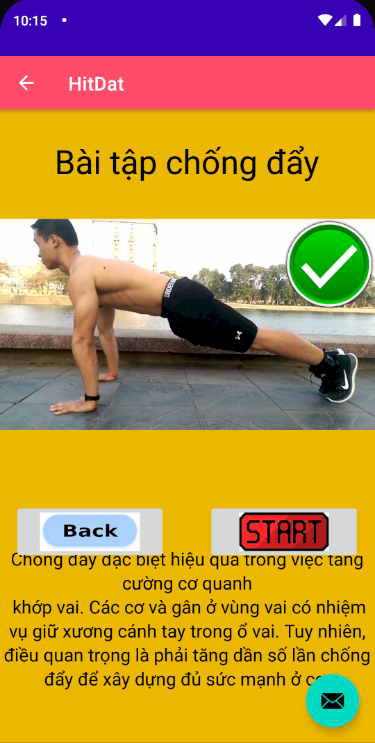 10:15
HitDat
Bài tập chống đẩy
Back
START
Chống đẩy đặc biệt hiệu quả trong việc tăng
cường cơ quanh
khớp vai. Các cơ và gân ở vùng vai có nhiệm
vụ giữ xương cánh tay trong ổ vai. Tuy nhiên,
điều quan trọng là phải tăng dần số lần chống
đẩy để xây dựng đủ sức mạnh ở